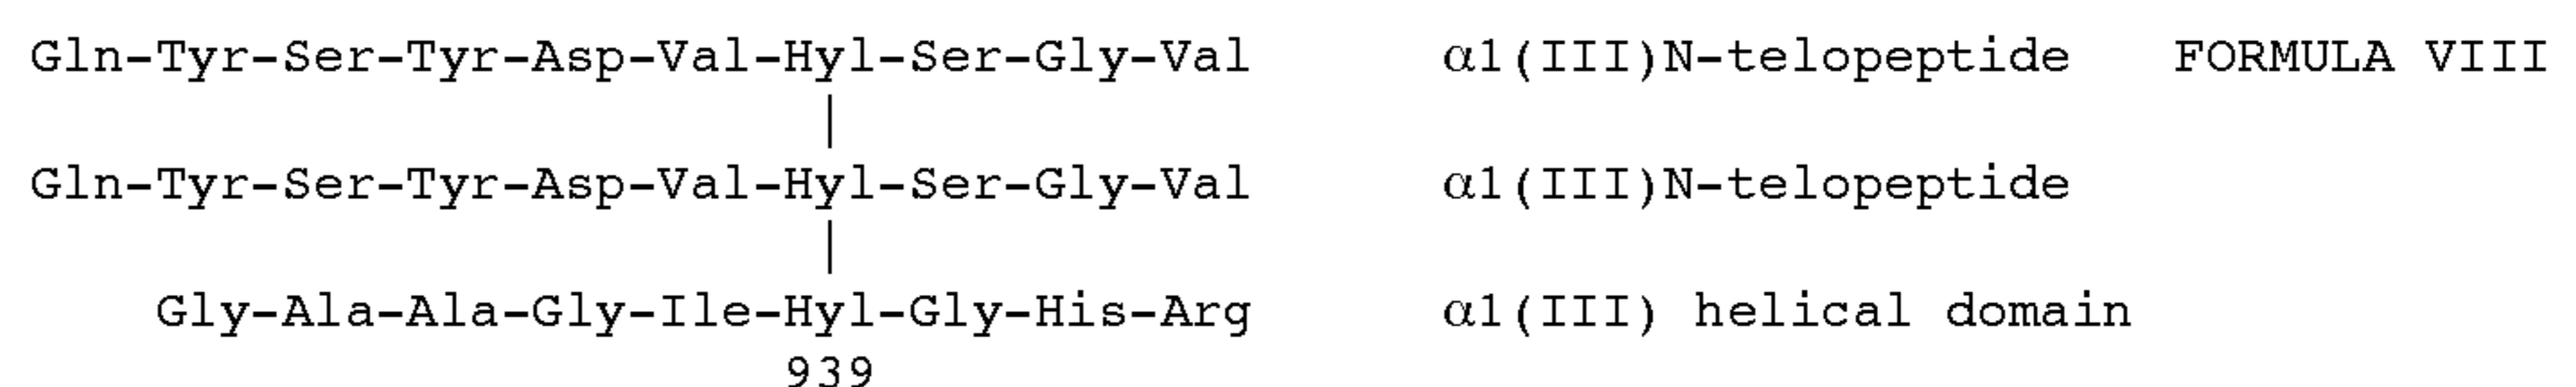 Gln-Tyr-Ser-Tyr-Asp-Val-Hyl-Ser-Gly-Val α1(III)N-telopeptide FORMULA VIII
Gln-Tyr-Ser-Tyr-Asp-Val-Hyl-Ser-Gly-Val α1(III)N-telopeptide
Gly-Ala-Ala-Gly-Ile-Hyl-Gly-His-Arg α1(III) helical domain
939